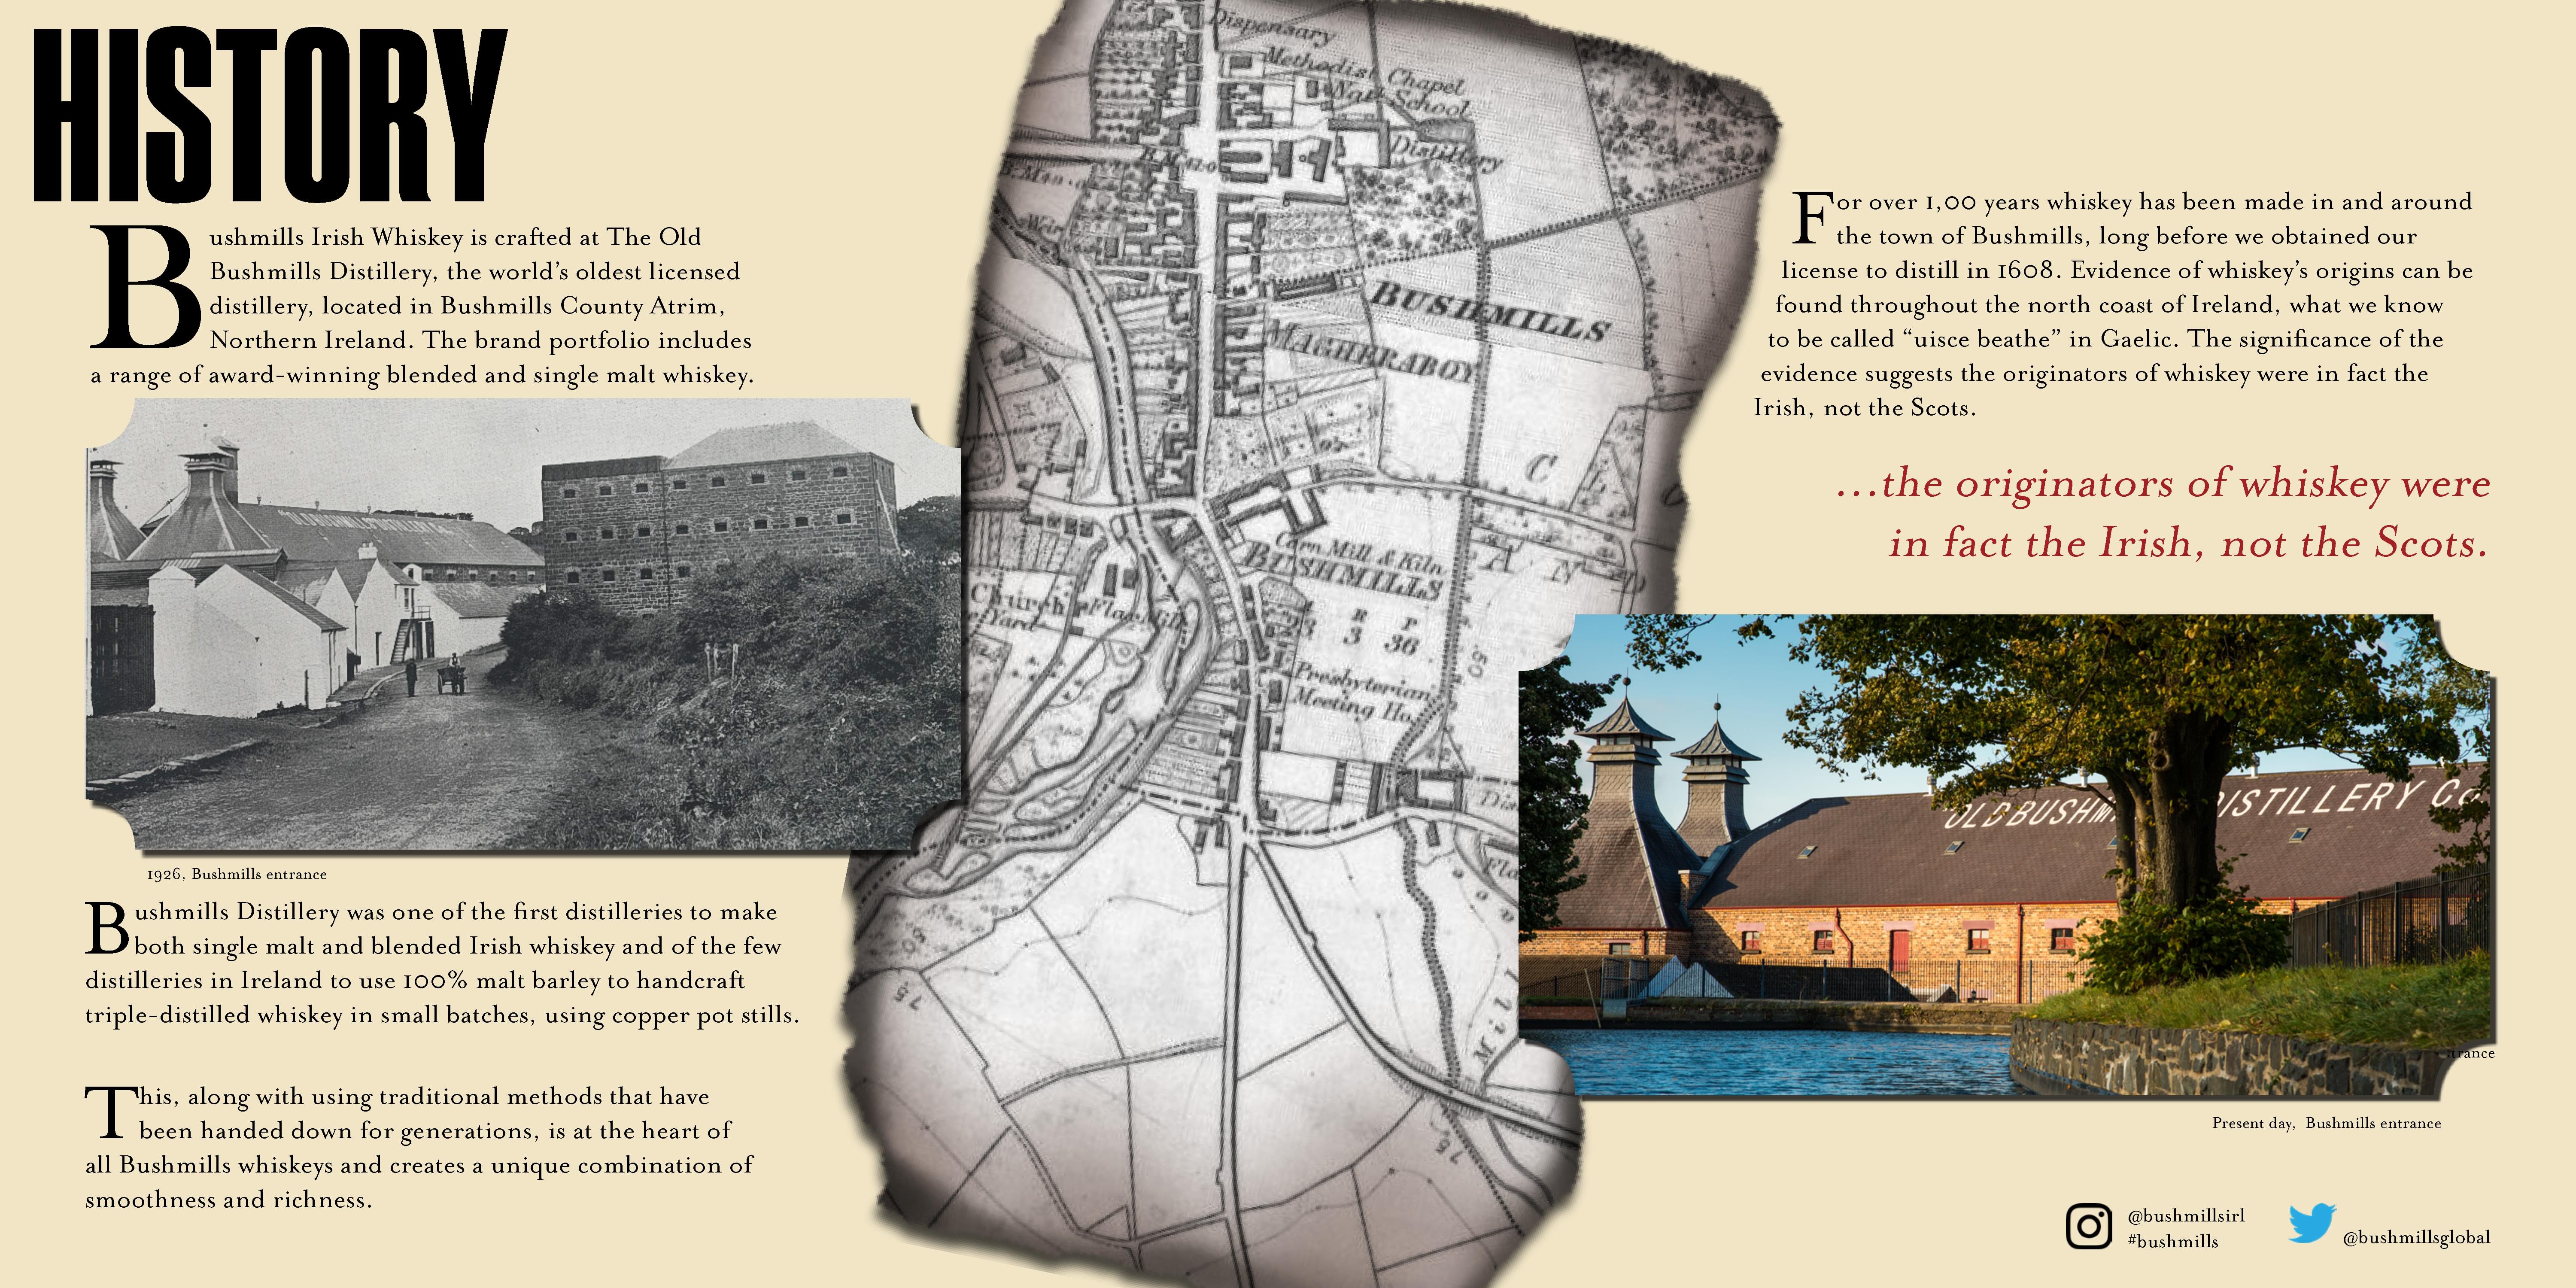 HISTORY
Bushmills Irish Whiskey is crafted at The Old
Bushmills Distillery, the world's oldest licensed
distillery, located in Bushmills County Atrim,
Northern Ireland. The brand portfolio includes
a range of award-winning blended and single malt whiskey.
1926, Bushmills entrance
Bushmills Distillery was one of the first distilleries to make
both single malt and blended Irish whiskey and of the few
distilleries in Ireland to use 100% malt barley to handcraft
triple-distilled whiskey in small batches, using copper pot stills.
This, along with using traditional methods that have
been handed down for generations, is at the heart of
all Bushmills whiskeys and creates a unique combination of
smoothness and richness.
Dispensary
Methodist Chapel
School
Distillery
Weir
BUSHMILLS
MAGHERABOY
C
Corn Mill & Kiln
BUSHMILLS
A N D
Church
Yard
Flax Mill
R P
3 36
Presbyterian
Meeting Ho.
50
For over 1,00 years whiskey has been made in and around
the town of Bushmills, long before we obtained our
license to distill in 1608. Evidence of whiskey's origins can be
found throughout the north coast of Ireland, what we know
to be called “uisce beathe” in Gaelic. The significance of the
evidence suggests the originators of whiskey were in fact the
Irish, not the Scots.
...the originators of whiskey were
in fact the Irish, not the Scots.
OLD BUSHM ISTILLERY Co
trance
Present day, Bushmills entrance
@bushmillsirl
#bushmills
@bushmillsglobal